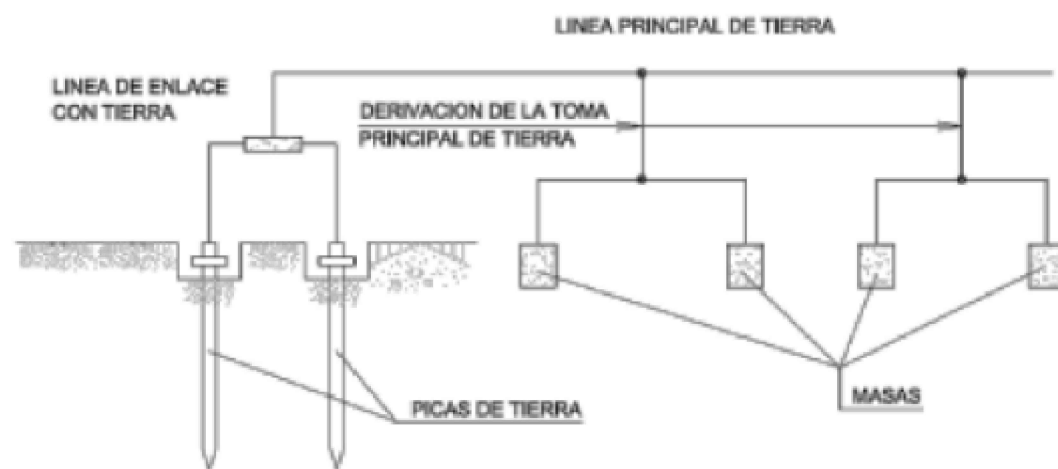 LINEA PRINCIPAL DE TIERRA
LINEA DE ENLACE
CON TIERRA
DERIVACION DE LA TOMA
PRINCIPAL DE TIERRA
PICAS DE TIERRA
MASAS